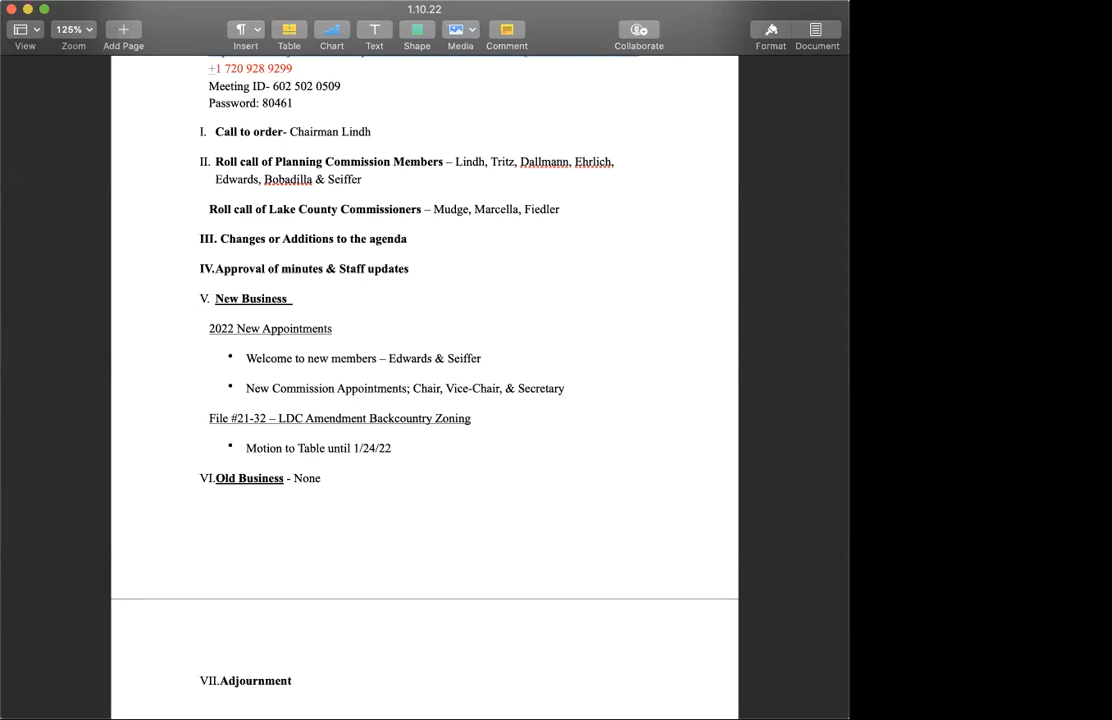 1.10.22
125%
View
Zoom
Add Page
Insert
Table
Chart
Text
Shape
Media
Comment
Collaborate
Format
Document
+1 720 928 9299
Meeting ID- 602 502 0509
Password: 80461
I. Call to order- Chairman Lindh
II. Roll call of Planning Commission Members – Lindh, Tritz, Dallmann, Ehrlich,
Edwards, Bobadilla & Seiffer
Roll call of Lake County Commissioners – Mudge, Marcella, Fiedler
III. Changes or Additions to the agenda
IV.Approval of minutes & Staff updates
V. New Business
2022 New Appointments
• Welcome to new members – Edwards & Seiffer
• New Commission Appointments; Chair, Vice-Chair, & Secretary
File #21-32 – LDC Amendment Backcountry Zoning
• Motion to Table until 1/24/22
VI.Old Business - None
VII.Adjournment